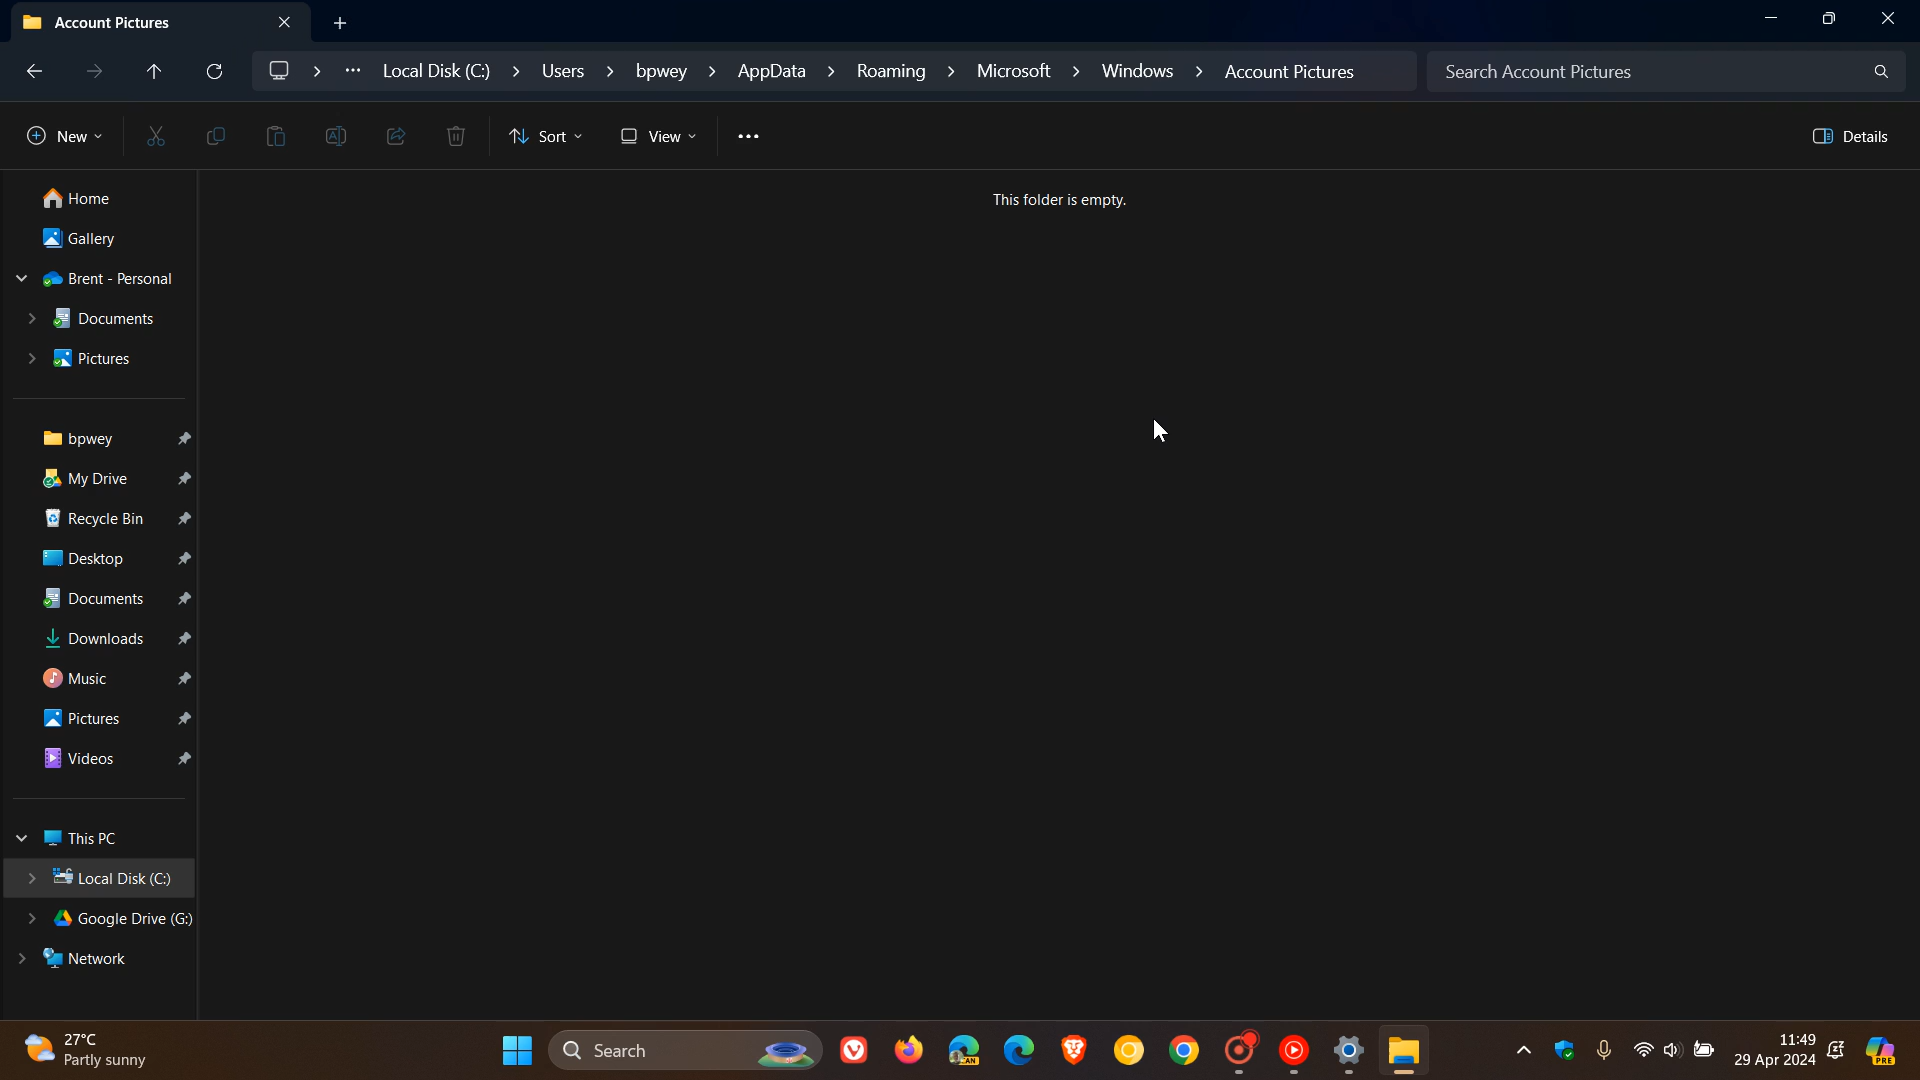 Account Pictures
Local Disk (C:) Users bpwey AppData Roaming Microsoft Windows Account Pictures
Search Account Pictures
New
Sort
View
Details
Home
Gallery
Brent - Personal
Documents
Pictures
bpwey
My Drive
Recycle Bin
Desktop
Documents
Downloads
Music
Pictures
Videos
This PC
Local Disk (C:)
Google Drive (G:)
Network
This folder is empty.
27°C
Partly sunny
Search
CAN
11:49
29 Apr 2024
PRE